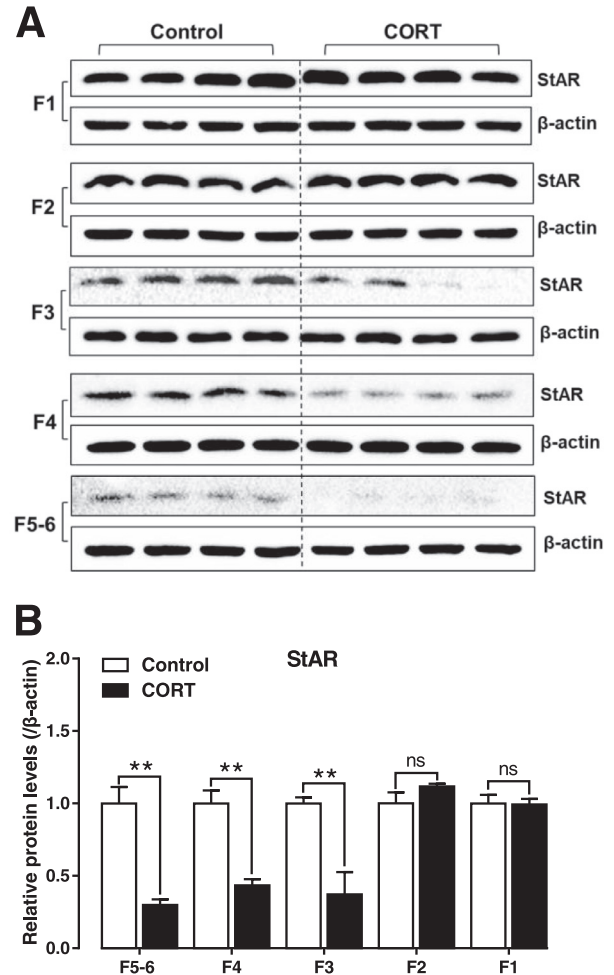 A
Control CORT
F1
StAR
β-actin
F2
StAR
β-actin
F3
StAR
β-actin
F4
StAR
β-actin
F5-6
StAR
β-actin
B
StAR
Control
CORT
Relative protein levels (/β-actin)
2.0
1.5
1.0
0.5
0.0
** ** ** ns ns
F5-6 F4 F3 F2 F1